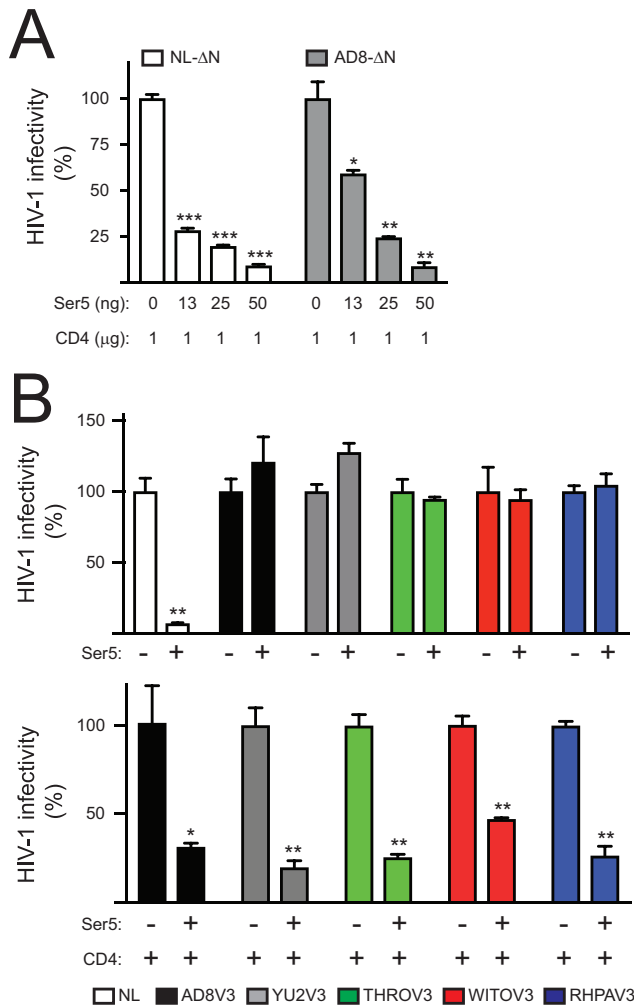 A
NL-ΔN AD8-ΔN
HIV-1 infectivity
(%)
100
75
50
25
*** *** *** * ** **
Ser5 (ng): 0 13 25 50 0 13 25 50
CD4 (μg): 1 1 1 1 1 1 1 1
B
HIV-1 infectivity
(%)
150
100
50
**
Ser5: - + - + - + - + - + - +
HIV-1 infectivity
(%)
100
50
* ** ** ** **
Ser5: - + - + - + - + - +
CD4: + + + + + + + + + +
NL AD8V3 YU2V3 THROV3 WITOV3 RHPAV3